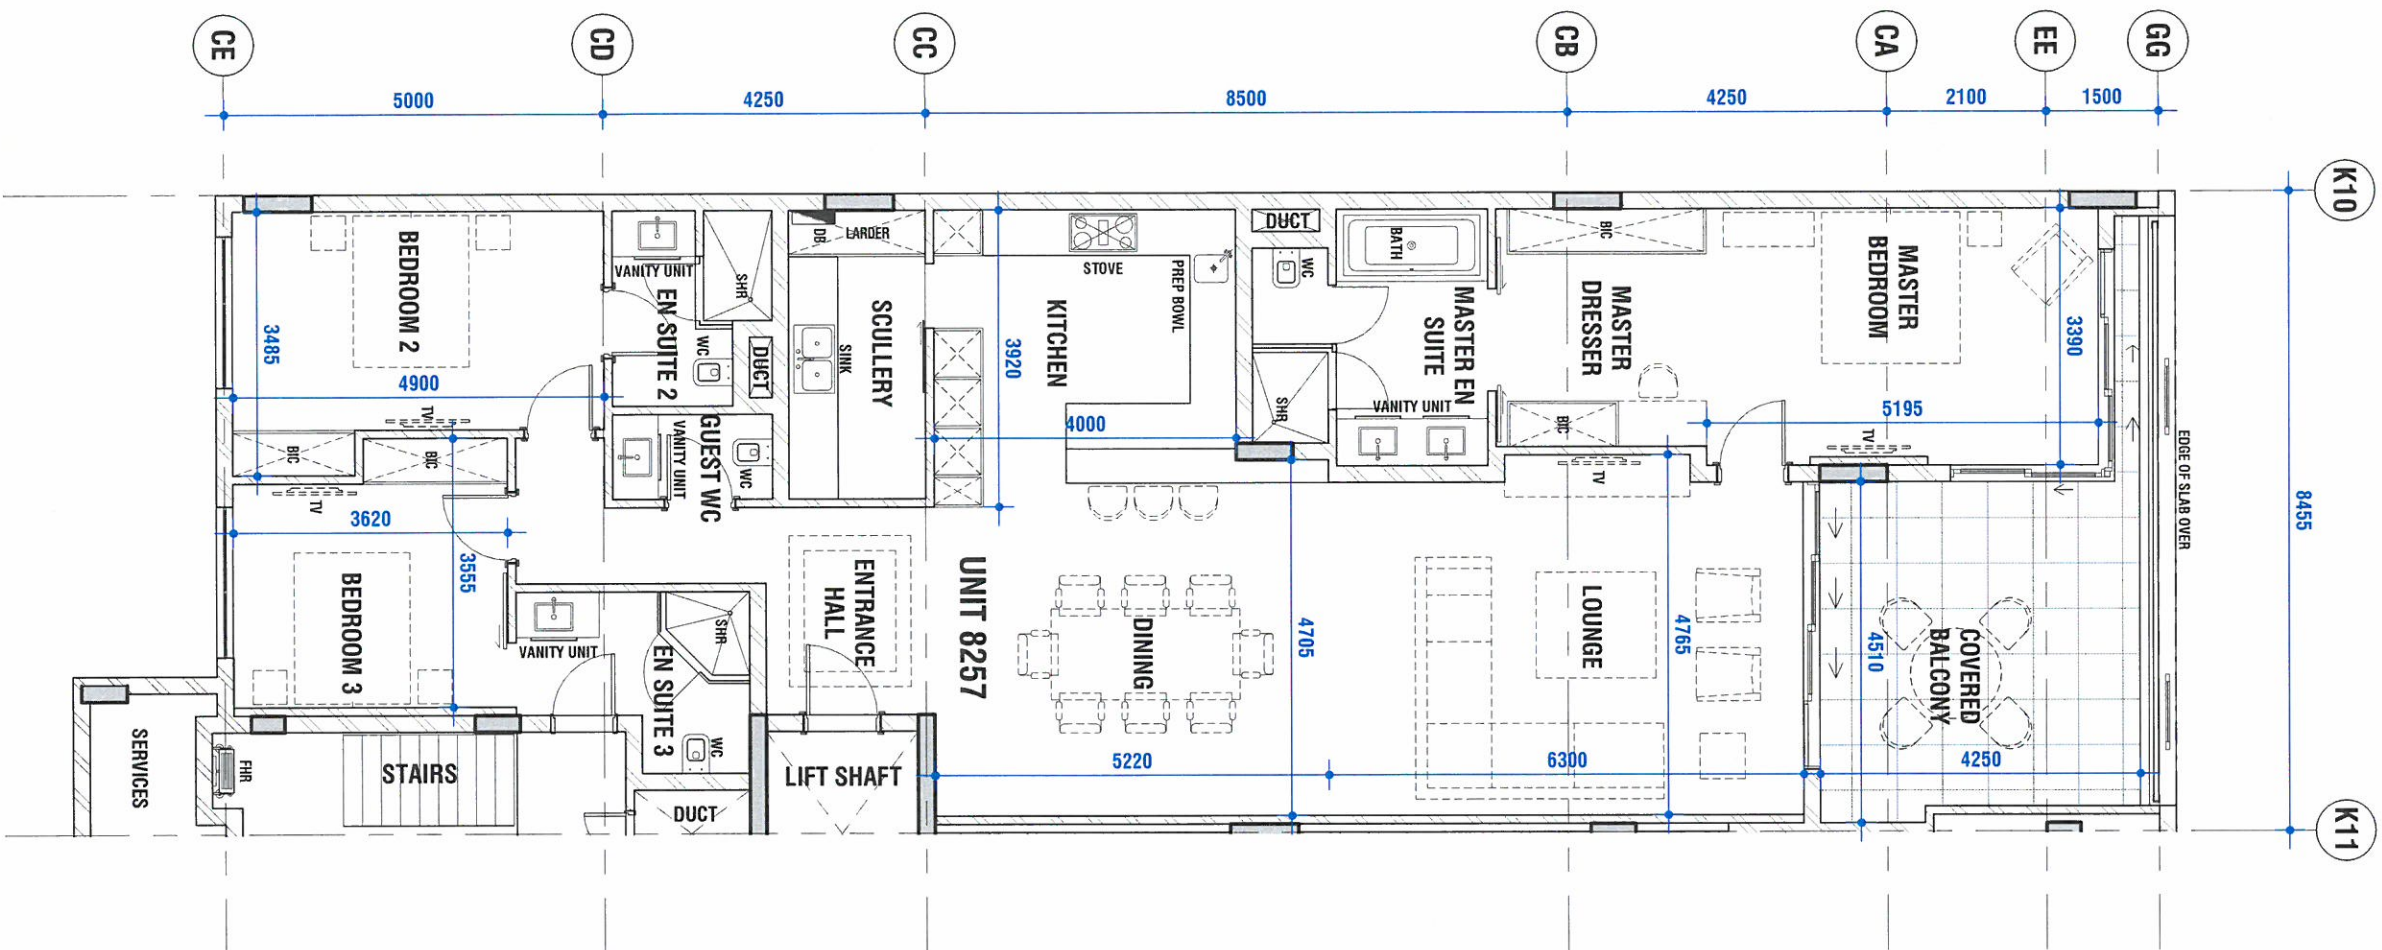 CE
CD
CC
CB
CA
EE
GG
5000
4250
8500
4250
2100
1500
K10
8455
K11
BEDROOM 2
3485
4900
TV
BIC
BIC
VANITY UNIT
SHR
EN SUITE 2
WC
DUCT
GUEST WC
VANITY UNIT
WC
DB
LARDER
SCULLERY
SINK
STOVE
PREP BOWL
KITCHEN
3920
4000
DUCT
WC
SHR
BATH
MASTER EN
SUITE
VANITY UNIT
BIC
MASTER
DRESSER
BIC
MASTER
BEDROOM
3390
5195
TV
EDGE OF SLAB OVER
TV
3620
3555
BEDROOM 3
VANITY UNIT
SHR
EN SUITE 3
WC
ENTRANCE
HALL
UNIT 8257
DINING
4705
5220
TV
LOUNGE
4765
6300
4510
COVERED
BALCONY
4250
SERVICES
FHR
STAIRS
DUCT
LIFT SHAFT